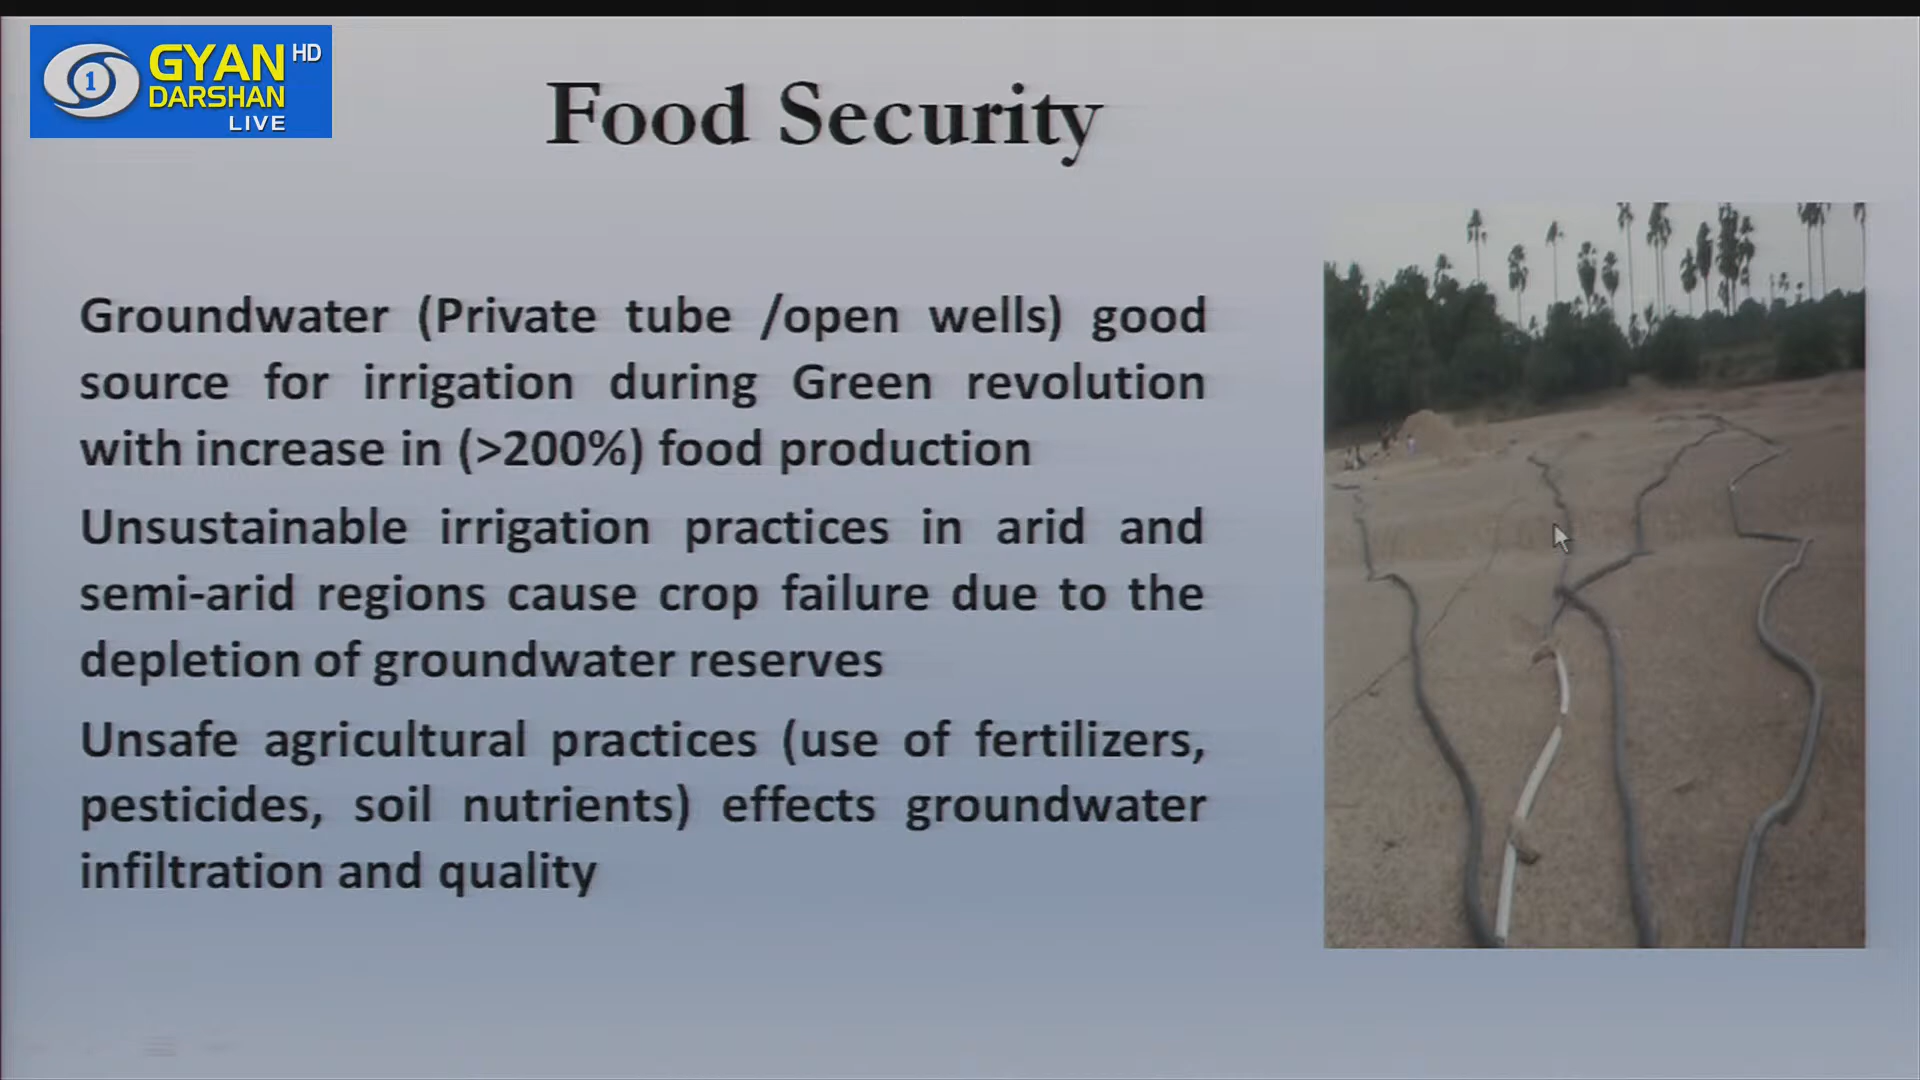 GYAN HD
DARSHAN
LIVE
1
Food Security
Groundwater (Private tube /open wells) good
source for irrigation during Green revolution
with increase in (>200%) food production
Unsustainable irrigation practices in arid and
semi-arid regions cause crop failure due to the
depletion of groundwater reserves
Unsafe agricultural practices (use of fertilizers,
pesticides, soil nutrients) effects groundwater
infiltration and quality